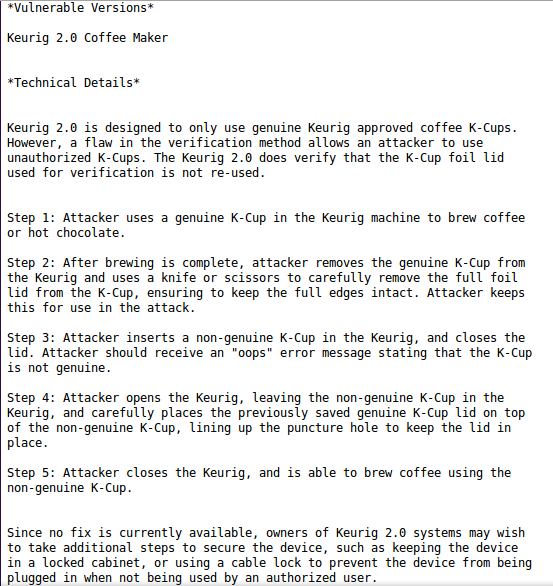 *Vulnerable Versions*
Keurig 2.0 Coffee Maker
*Technical Details*
Keurig 2.0 is designed to only use genuine Keurig approved coffee K-Cups.
However, a flaw in the verification method allows an attacker to use
unauthorized K-Cups. The Keurig 2.0 does verify that the K-Cup foil lid
used for verification is not re-used.
Step 1: Attacker uses a genuine K-Cup in the Keurig machine to brew coffee
or hot chocolate.
Step 2: After brewing is complete, attacker removes the genuine K-Cup from
the Keurig and uses a knife or scissors to carefully remove the full foil
lid from the K-Cup, ensuring to keep the full edges intact. Attacker keeps
this for use in the attack.
Step 3: Attacker inserts a non-genuine K-Cup in the Keurig, and closes the
lid. Attacker should receive an "oops" error message stating that the K-Cup
is not genuine.
Step 4: Attacker opens the Keurig, leaving the non-genuine K-Cup in the
Keurig, and carefully places the previously saved genuine K-Cup lid on top
of the non-genuine K-Cup, lining up the puncture hole to keep the lid in
place.
Step 5: Attacker closes the Keurig, and is able to brew coffee using the
non-genuine K-Cup.
Since no fix is currently available, owners of Keurig 2.0 systems may wish
to take additional steps to secure the device, such as keeping the device
in a locked cabinet, or using a cable lock to prevent the device from being
plugged in when not being used by an authorized user.